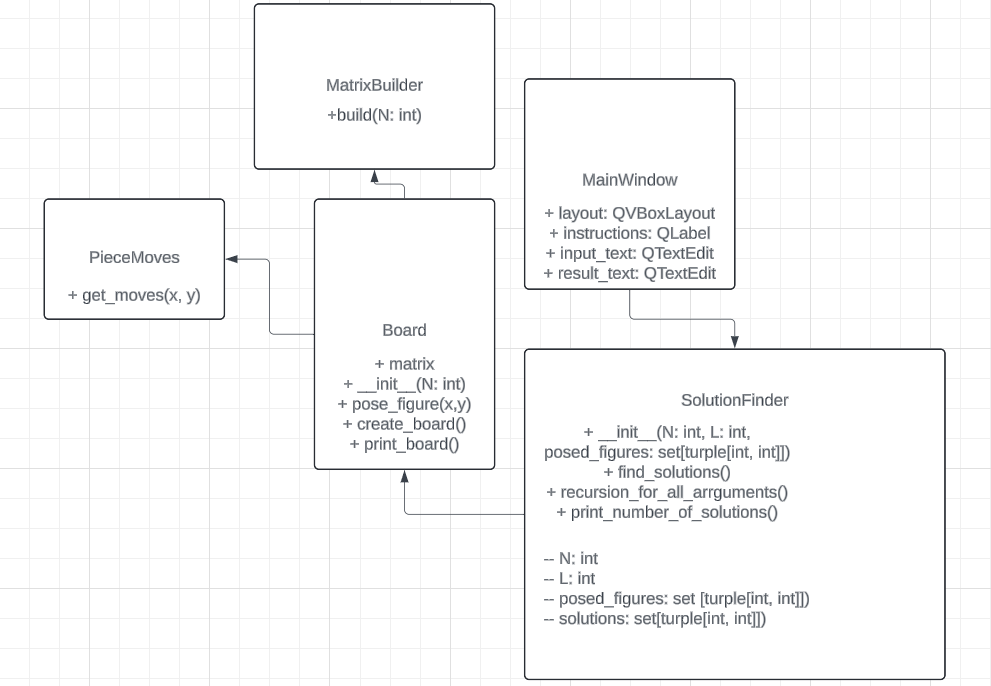 MatrixBuilder
+build(N: int)
MainWindow
+ layout: QVBoxLayout
+ instructions: QLabel
+ input_text: QTextEdit
+ result_text: QTextEdit
PieceMoves
+ get_moves(x, y)
Board
+ matrix
+ __init__(N: int)
+ pose_figure(x,y)
+ create_board()
+ print_board()
SolutionFinder
+ __init__(N: int, L: int,
posed_figures: set[turple[int, int]])
+ find_solutions()
+ recursion_for_all_arrguments()
+ print_number_of_solutions()
-- N: int
-- L: int
-- posed_figures: set [turple[int, int]])
-- solutions: set[turple[int, int]])